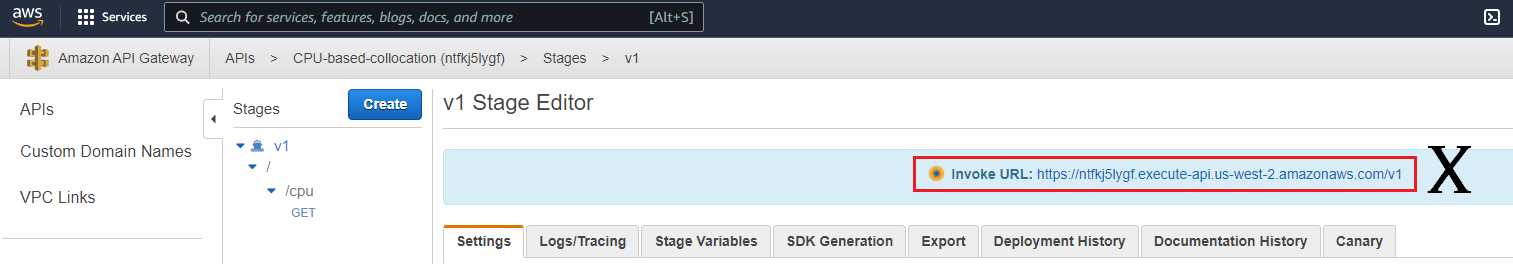 aws Services Search for services, features, blogs, docs, and more [Alt+S]
Amazon API Gateway APIs > CPU-based-collocation (ntfkj5lygf) > Stages > v1
APIs
Custom Domain Names
VPC Links
Stages Create
v1
/
/cpu
GET
v1 Stage Editor
Invoke URL: https://ntfkj5lygf.execute-api.us-west-2.amazonaws.com/v1 X
Settings Logs/Tracing Stage Variables SDK Generation Export Deployment History Documentation History Canary